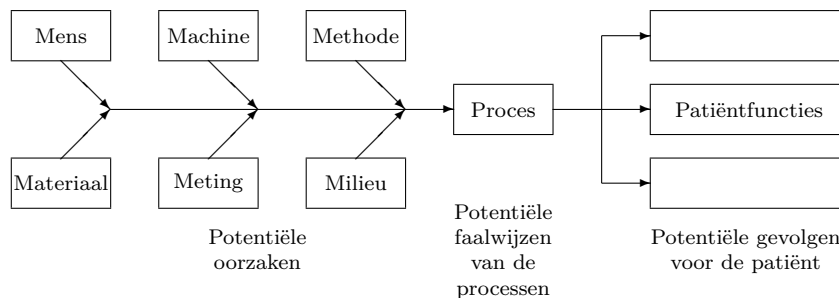 Mens
Machine
Methode
Proces
Patiëntfuncties
Materiaal
Meting
Milieu
Potentiële
oorzaken
Potentiële
faalwijzen
van de
processen
Potentiële gevolgen
voor de patiënt